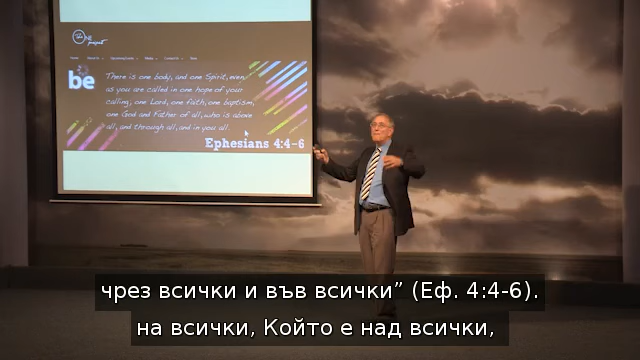 The One project
be
There is one body, and one Spirit, even
as you are called in one hope of your
calling; one Lord, one faith, one baptism,
one God and Father of all, who is above
all, and through all, and in you all.
Ephesians 4:4-6
чрез всички и във всички” (Еф. 4:4-6).
на всички, Който е над всички,